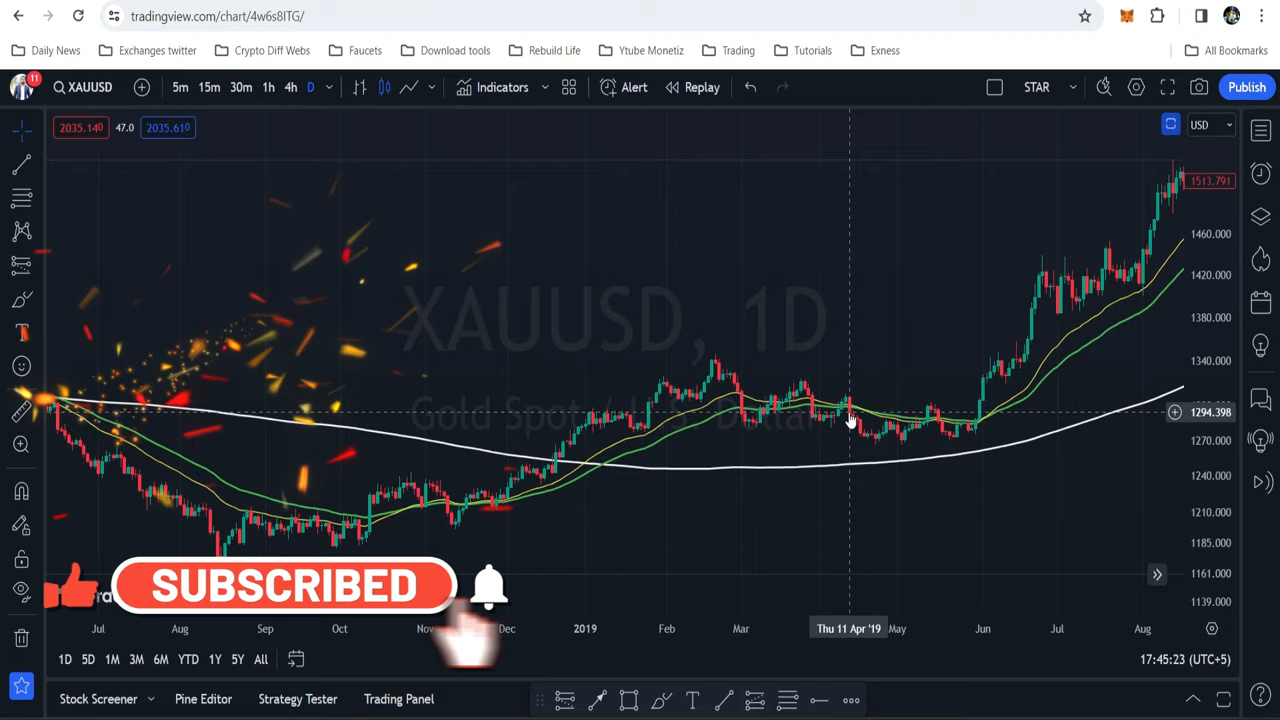 tradingview.com/chart/4w6s8ITG/
Daily News
Exchanges twitter
Crypto Diff Webs
Faucets
Download tools
Rebuild Life
Ytube Monetiz
Trading
Tutorials
Exness
All Bookmarks
11
XAUUSD
5m
15m
30m
1h
4h
D
Indicators
Alert
Replay
STAR
Publish
2035.140
47.0
2035.610
USD
1513.791
1460.000
1420.000
1380.000
1340.000
1294.398
1270.000
1240.000
1210.000
1185.000
1161.000
1139.000
XAUUSD, 1D
Gold Spot / U.S. Dollar
SUBSCRIBED
Jul
Aug
Sep
Oct
Nov
Dec
2019
Feb
Mar
Thu 11 Apr '19
May
Jun
Jul
Aug
1D
5D
1M
3M
6M
YTD
1Y
5Y
All
17:45:23 (UTC+5)
Stock Screener
Pine Editor
Strategy Tester
Trading Panel